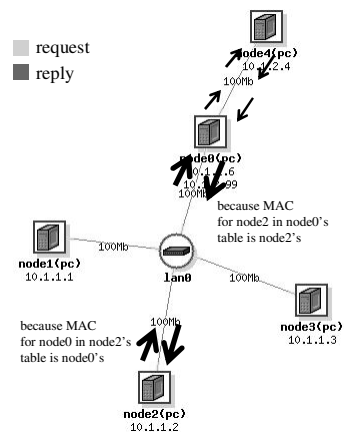 request
reply
node4(pc)
10.1.2.4
100Mb
node0(pc)
100Mb
because MAC
for node2 in node0's
table is node2's
node1(pc)
10.1.1.1
100Mb
lan0
100Mb
node3(pc)
10.1.1.3
because MAC
for node0 in node2's
table is node0's
100Mb
node2(pc)
10.1.1.2